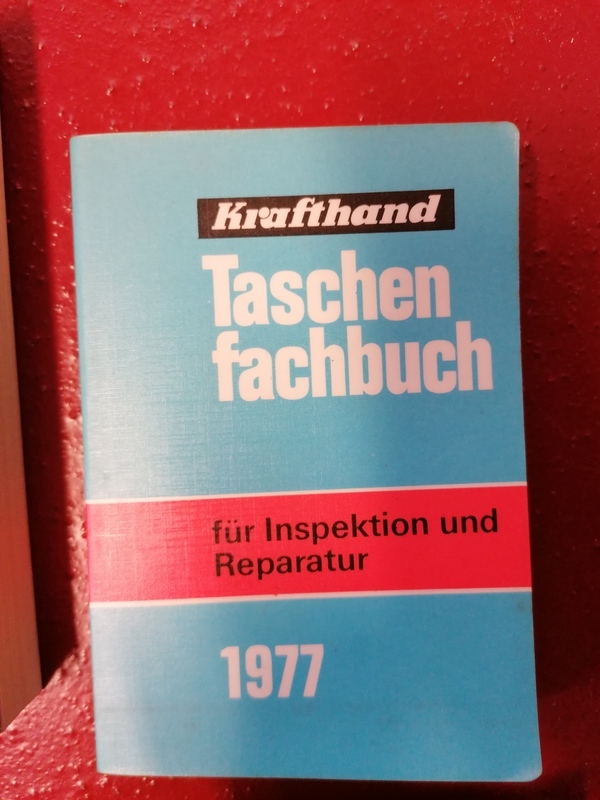 Krafthand
Taschen
fachbuch
für Inspektion und
Reparatur
1977